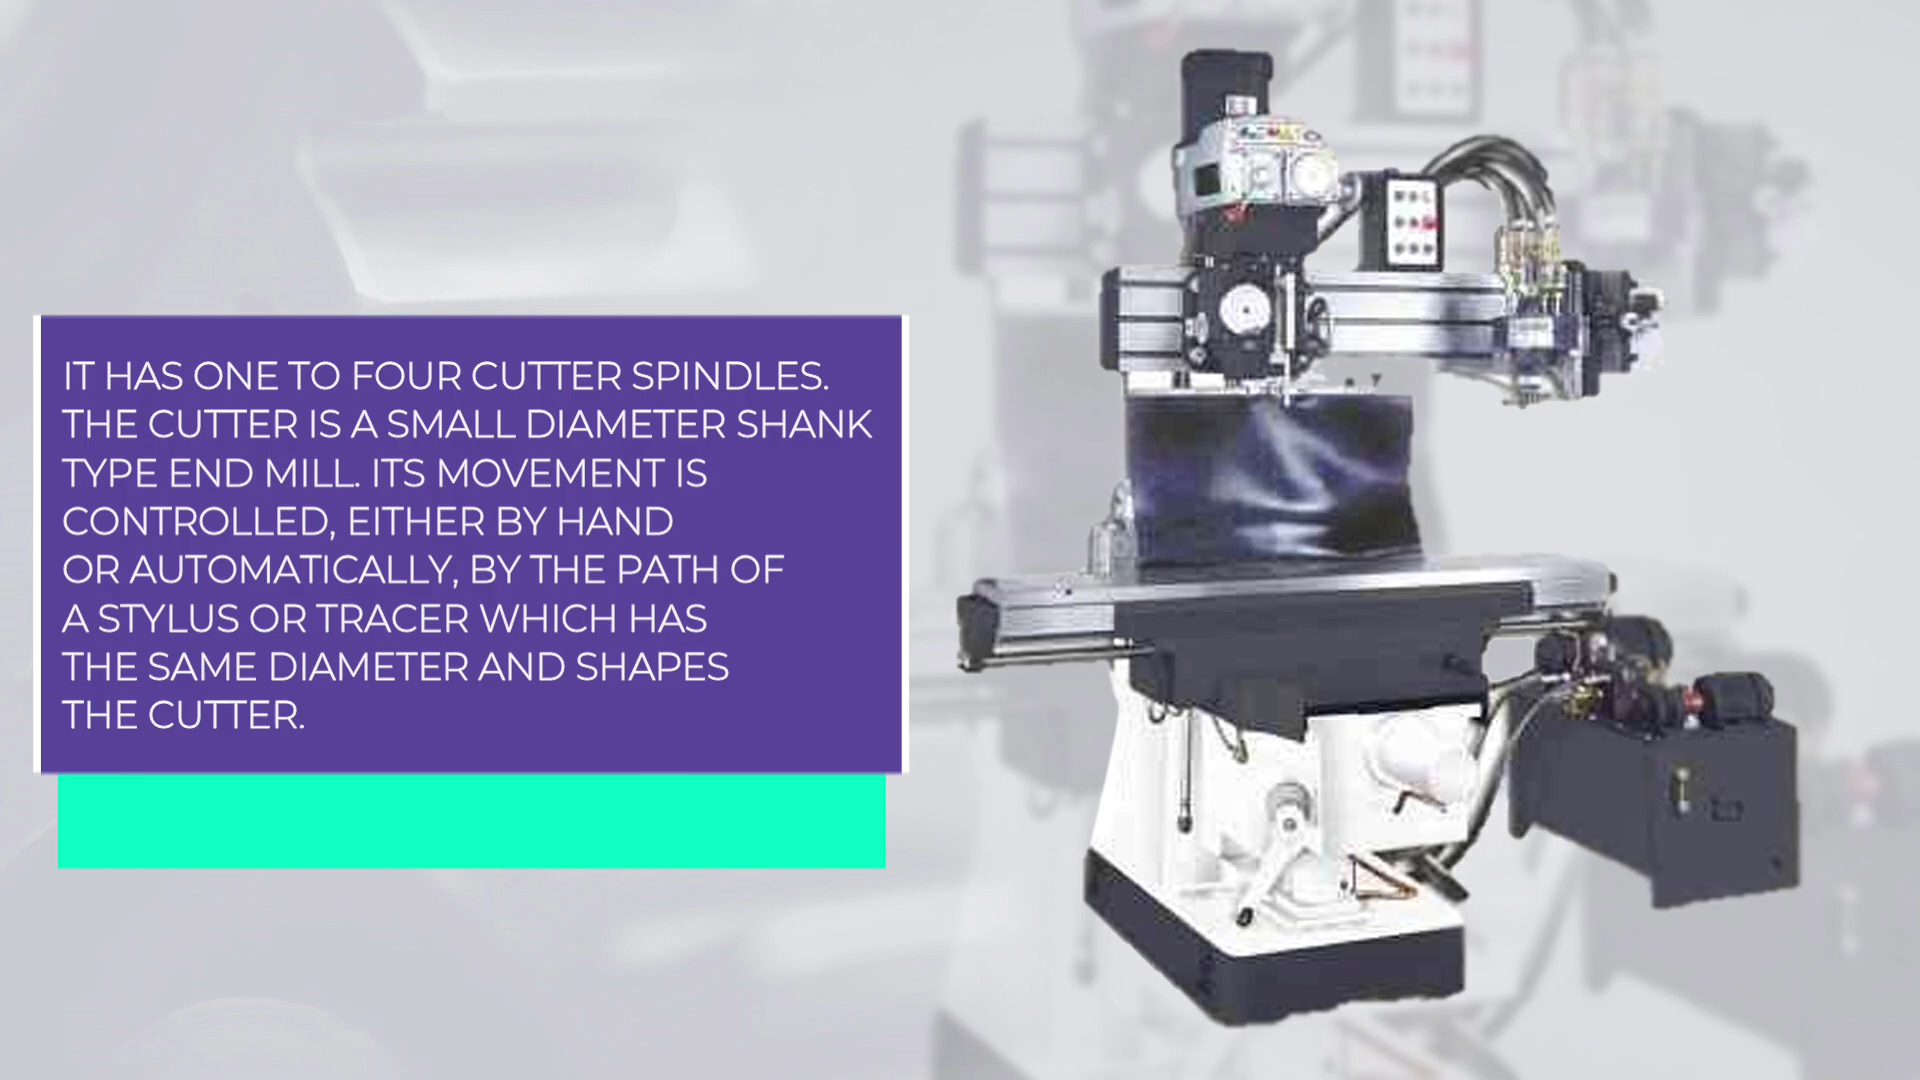 IT HAS ONE TO FOUR CUTTER SPINDLES.
THE CUTTER IS A SMALL DIAMETER SHANK
TYPE END MILL. ITS MOVEMENT IS
CONTROLLED, EITHER BY HAND
OR AUTOMATICALLY, BY THE PATH OF
A STYLUS OR TRACER WHICH HAS
THE SAME DIAMETER AND SHAPES
THE CUTTER.